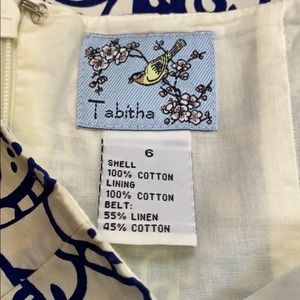 Tabitha
6
SHELL
100% COTTON
LINING
100% COTTON
BELT:
55% LINEN
45% COTTON